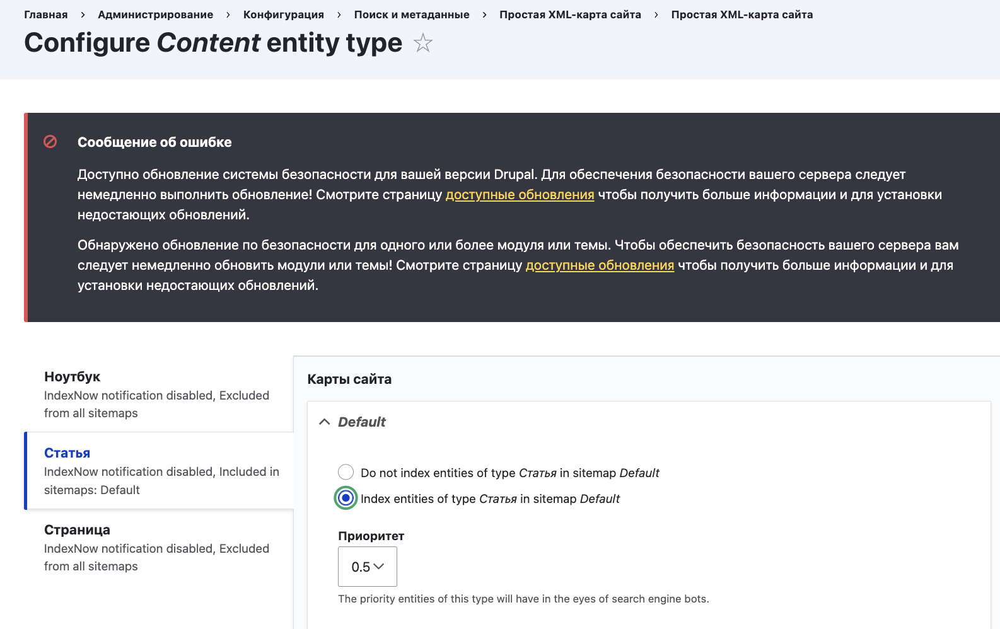 Главная › Администрирование › Конфигурация › Поиск и метаданные › Простая XML-карта сайта › Простая XML-карта сайта
Configure Content entity type
Сообщение об ошибке
Доступно обновление системы безопасности для вашей версии Drupal. Для обеспечения безопасности вашего сервера следует
немедленно выполнить обновление! Смотрите страницу доступные обновления чтобы получить больше информации и для установки
недостающих обновлений.
Обнаружено обновление по безопасности для одного или более модуля или темы. Чтобы обеспечить безопасность вашего сервера вам
следует немедленно обновить модули или темы! Смотрите страницу доступные обновления чтобы получить больше информации и для
установки недостающих обновлений.
Ноутбук
IndexNow notification disabled, Excluded
from all sitemaps
Статья
IndexNow notification disabled, Included in
sitemaps: Default
Страница
IndexNow notification disabled, Excluded
from all sitemaps
Карты сайта
Default
Do not index entities of type Статья in sitemap Default
Index entities of type Статья in sitemap Default
Приоритет
0.5
The priority entities of this type will have in the eyes of search engine bots.